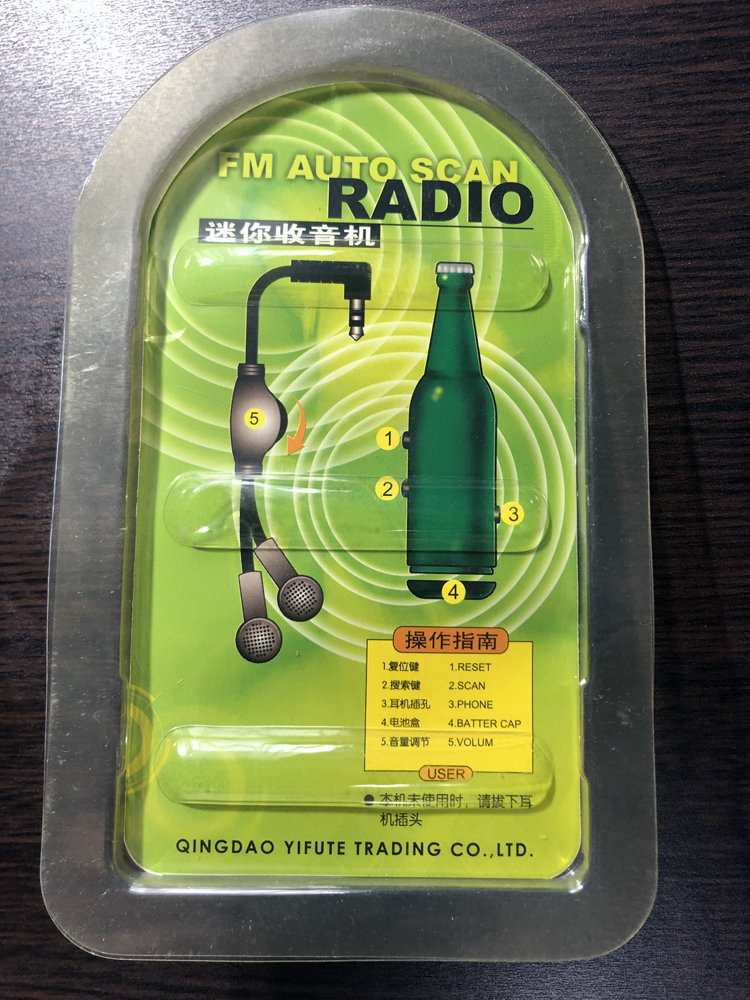 FM AUTO SCAN
RADIO
迷你收音机
5
1
2
3
4
操作指南
1.复位键 1.RESET
2.搜索键 2.SCAN
3.耳机插孔 3.PHONE
4.电池盒 4.BATTER CAP
5.音量调节 5.VOLUM
USER
● 本机未使用时，请拔下耳
机插头
QINGDAO YIFUTE TRADING CO.,LTD.